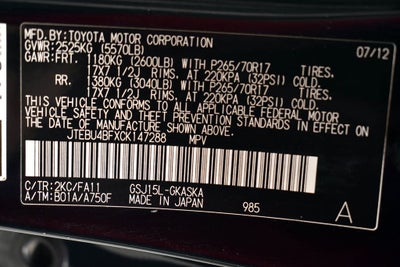 MFD. BY: TOYOTA MOTOR CORPORATION 07/12
GVWR: 2525KG (5570LB)
GAWR: FRT. 1180KG (2600LB) WITH P265/70R17 TIRES,
17X7 1/2J RIMS, AT 220KPA (32PSI) COLD
RR. 1380KG (3040LB) WITH P265/70R17 TIRES,
17X7 1/2J RIMS, AT 220KPA (32PSI) COLD
THIS VEHICLE CONFORMS TO ALL APPLICABLE FEDERAL MOTOR
VEHICLE SAFETY AND THEFT PREVENTION STANDARDS IN EFFECT ON
THE DATE OF MANUFACTURE SHOWN ABOVE.
JTEBU4BFXCK147288 MPV
C/TR: 2KC/FA11 GSJ15L-GKASKA
A/TM: B01A/A750F MADE IN JAPAN 985 A